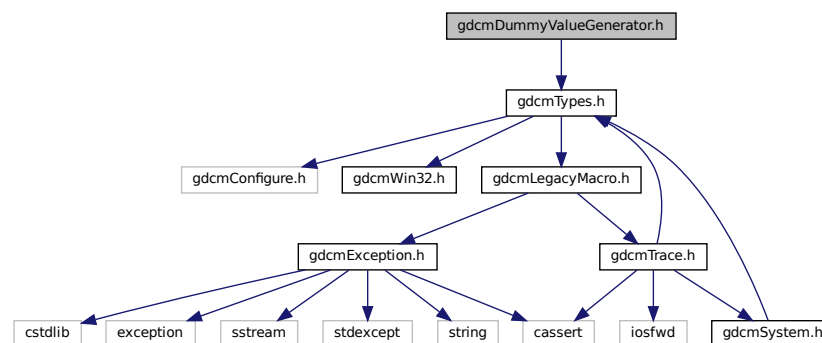 gdcmDummyValueGenerator.h
gdcmTypes.h
gdcmConfigure.h
gdcmWin32.h
gdcmLegacyMacro.h
gdcmException.h
gdcmTrace.h
cstdlib
exception
sstream
stdexcept
string
cassert
iosfwd
gdcmSystem.h